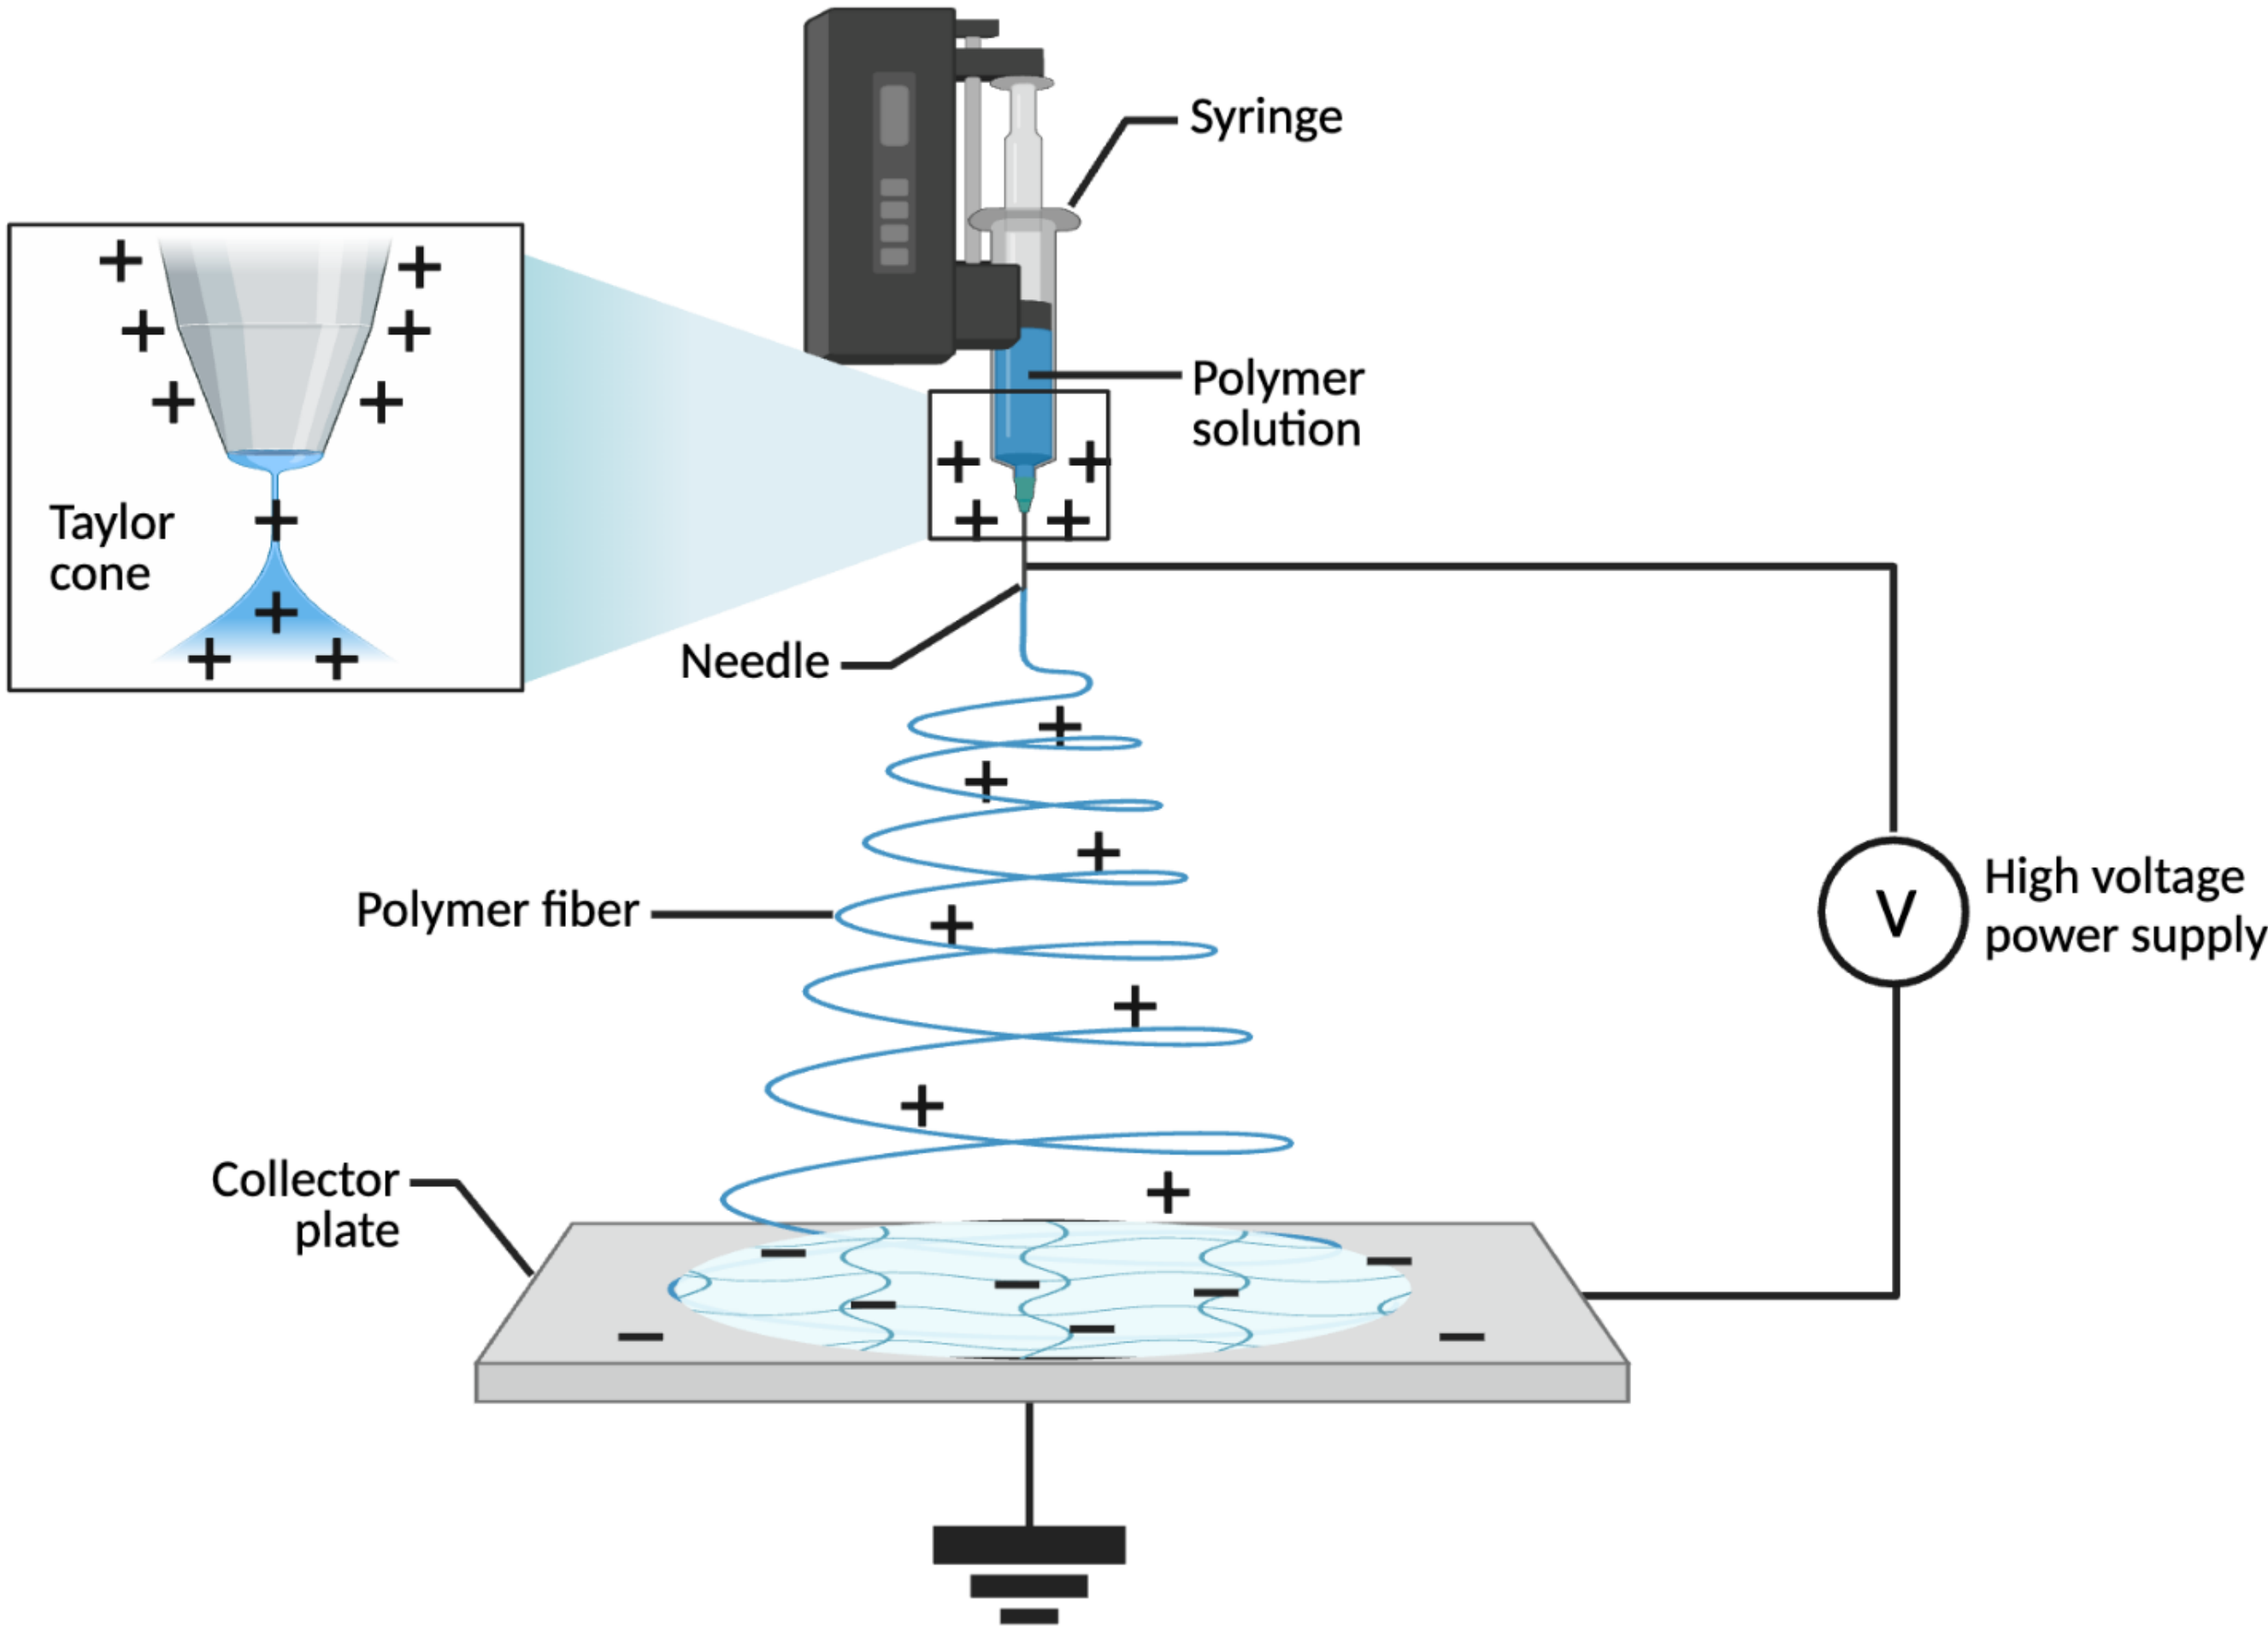 Syringe
Polymer
solution
Taylor
cone
Needle
Polymer fiber
V
High voltage
power supply
Collector
plate